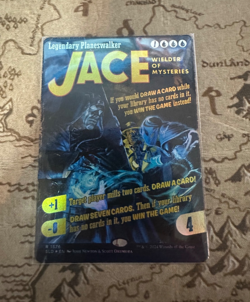 Legendary Planeswalker
JACE
WIELDER
OF
MYSTERIES
If you would DRAW A CARD while
your library has no cards in it,
you WIN THE GAME instead!
+1
Target player mills two cards. DRAW A CARD!
-8
DRAW SEVEN CARDS. Then if your library
has no cards in it, you WIN THE GAME!
4